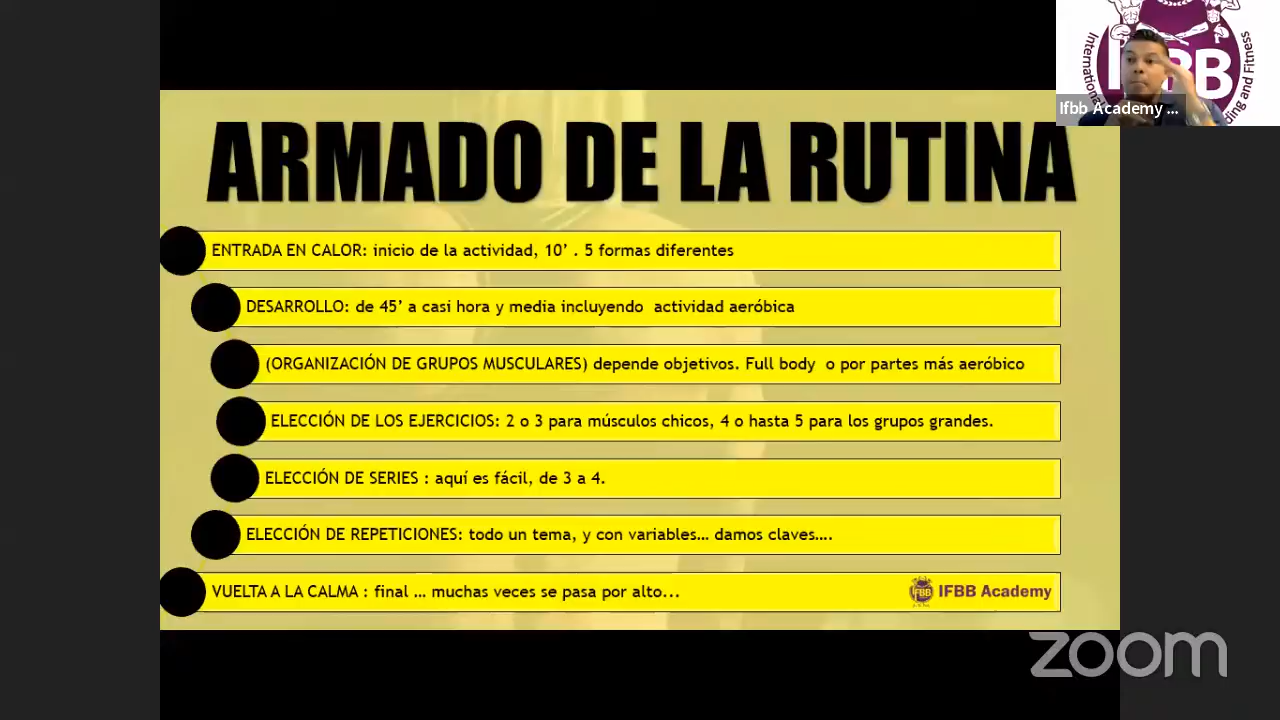 ARMADO DE LA RUTINA
ENTRADA EN CALOR: inicio de la actividad, 10’ . 5 formas diferentes
DESARROLLO: de 45’ a casi hora y media incluyendo actividad aeróbica
(ORGANIZACIÓN DE GRUPOS MUSCULARES) depende objetivos. Full body o por partes más aeróbico
ELECCIÓN DE LOS EJERCICIOS: 2 o 3 para músculos chicos, 4 o hasta 5 para los grupos grandes.
ELECCIÓN DE SERIES : aquí es fácil, de 3 a 4.
ELECCIÓN DE REPETICIONES: todo un tema, y con variables… damos claves….
VUELTA A LA CALMA : final … muchas veces se pasa por alto...
IFBB Academy
Ifbb Academy ...
and Fitness
zoom